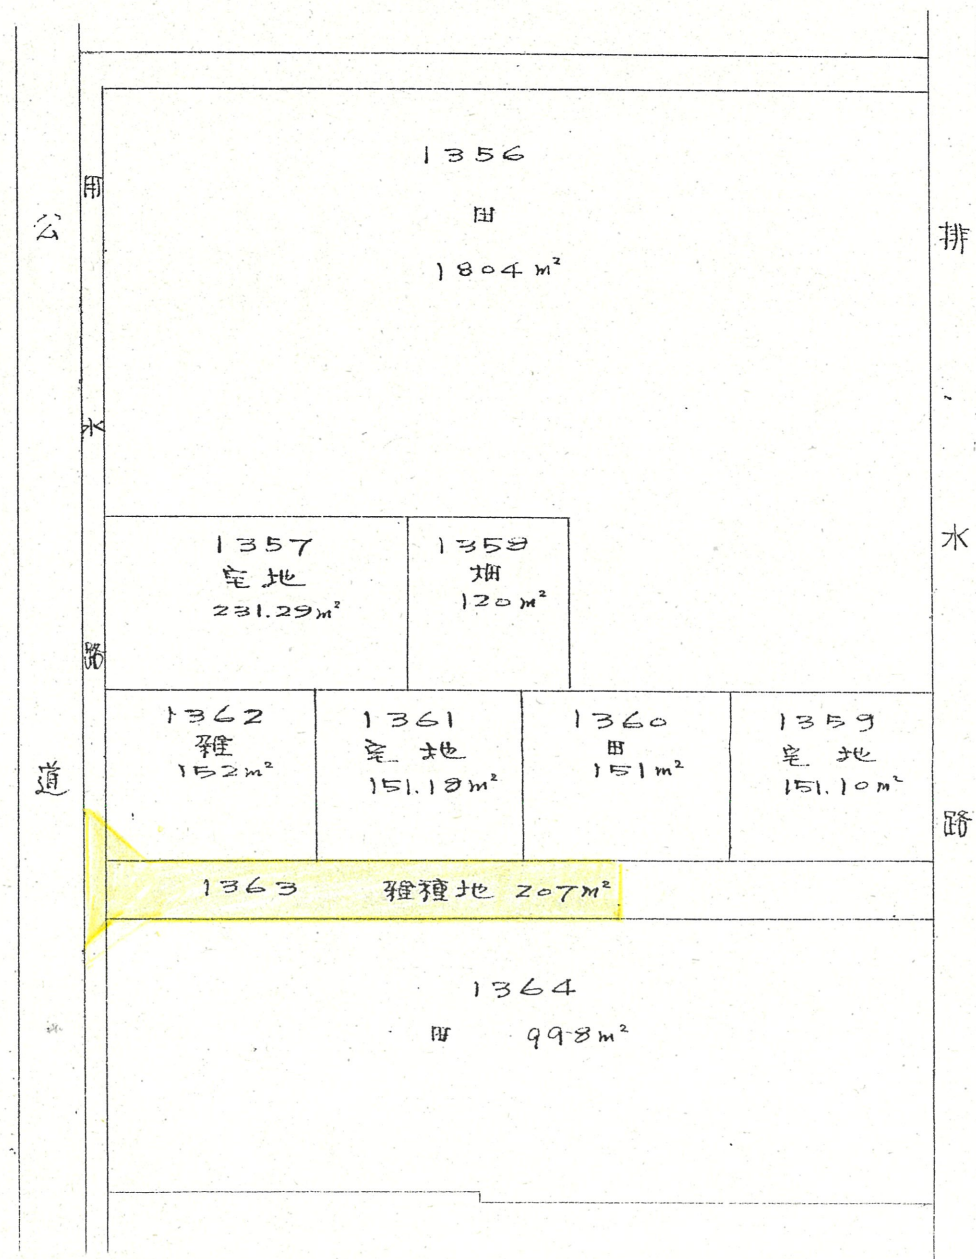 公道
用水路
排水路
1356
田
1804m²
1357
宅地
231.29m²
1358
畑
120m²
1362
雑
152m²
1361
宅地
151.18m²
1360
田
151m²
1359
宅地
151.10m²
1363 雑種地 207m²
1364
田 998m²